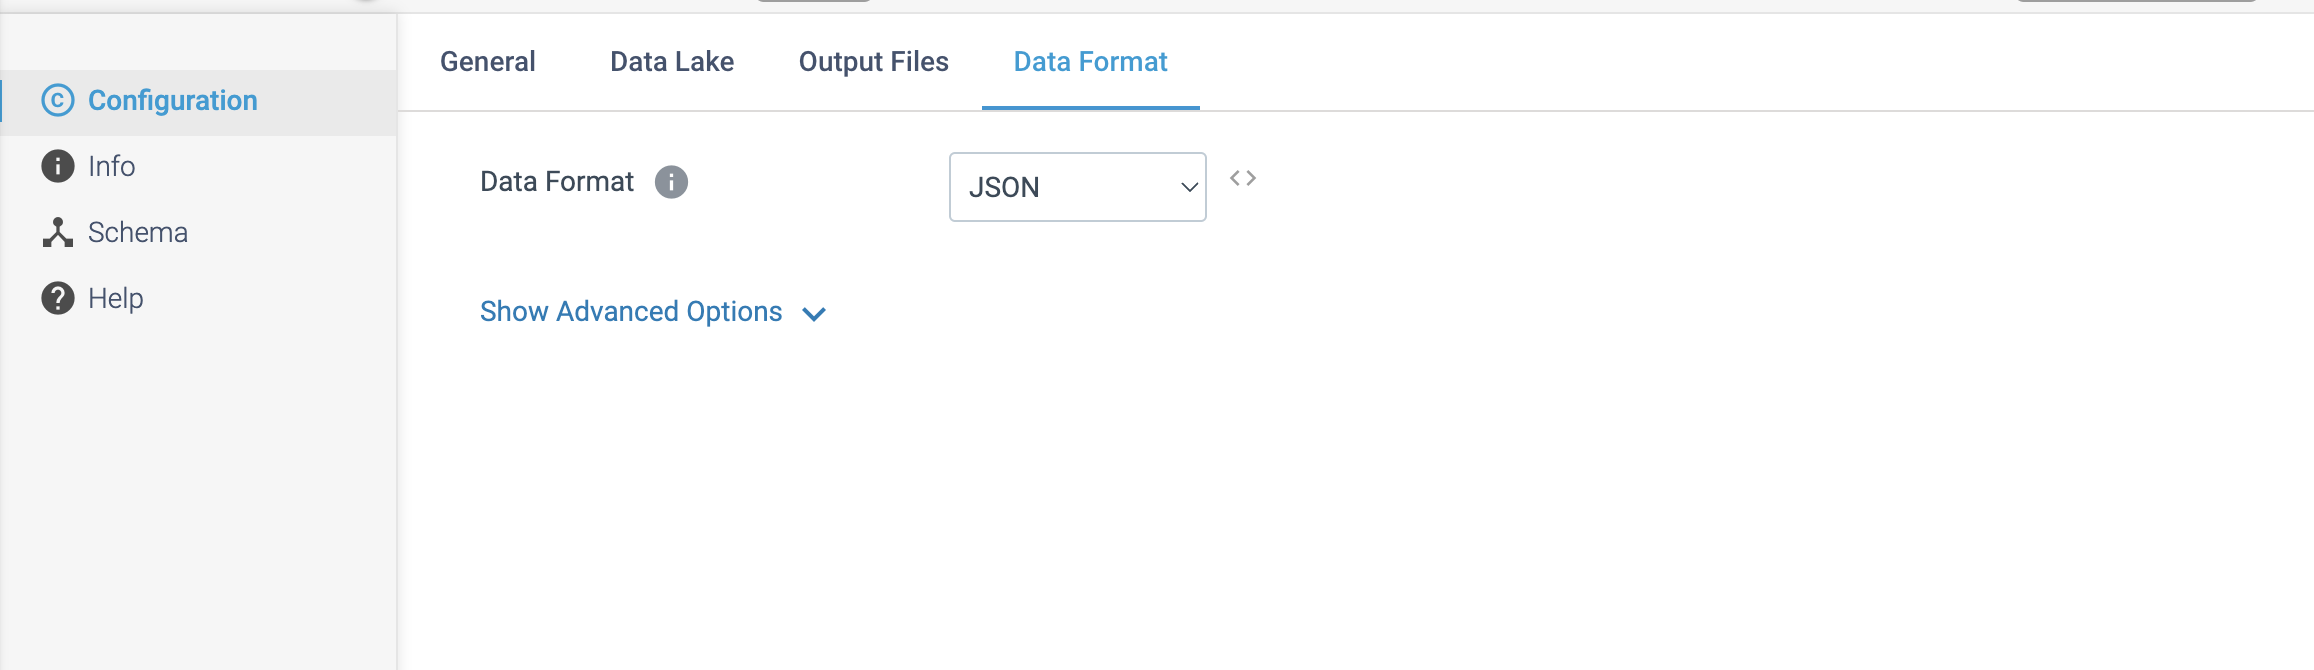 General Data Lake Output Files Data Format
Configuration
Info
Schema
Help
Data Format
JSON
Show Advanced Options